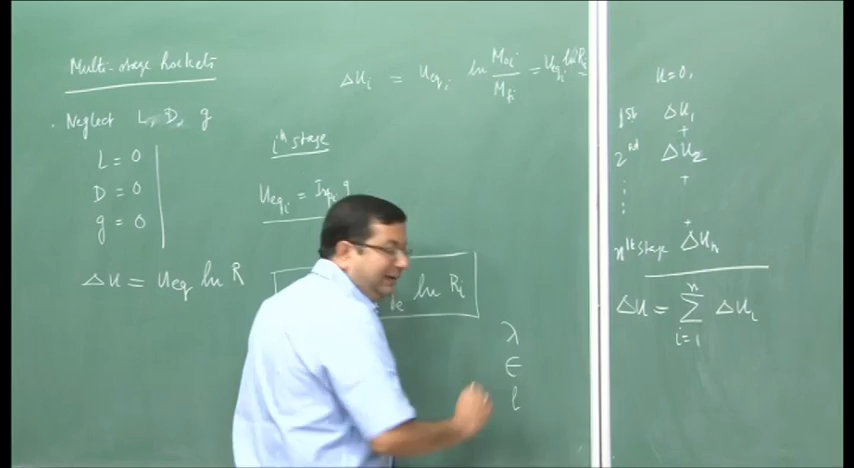 Multi-stage Rockets
Neglect L, D, g
L = 0
D = 0
g = 0
Δu = ueq ln R
Δui = ueqi ln Moi/Mfi = ueqi ln Ri
ith stage
ueqi = Ispi g
ln Ri
λ
ϵ
l
u=0,
1st Δu1
+
2nd Δu2
+
⋮
+
nth stage Δun
Δu = n∑i=1 Δui